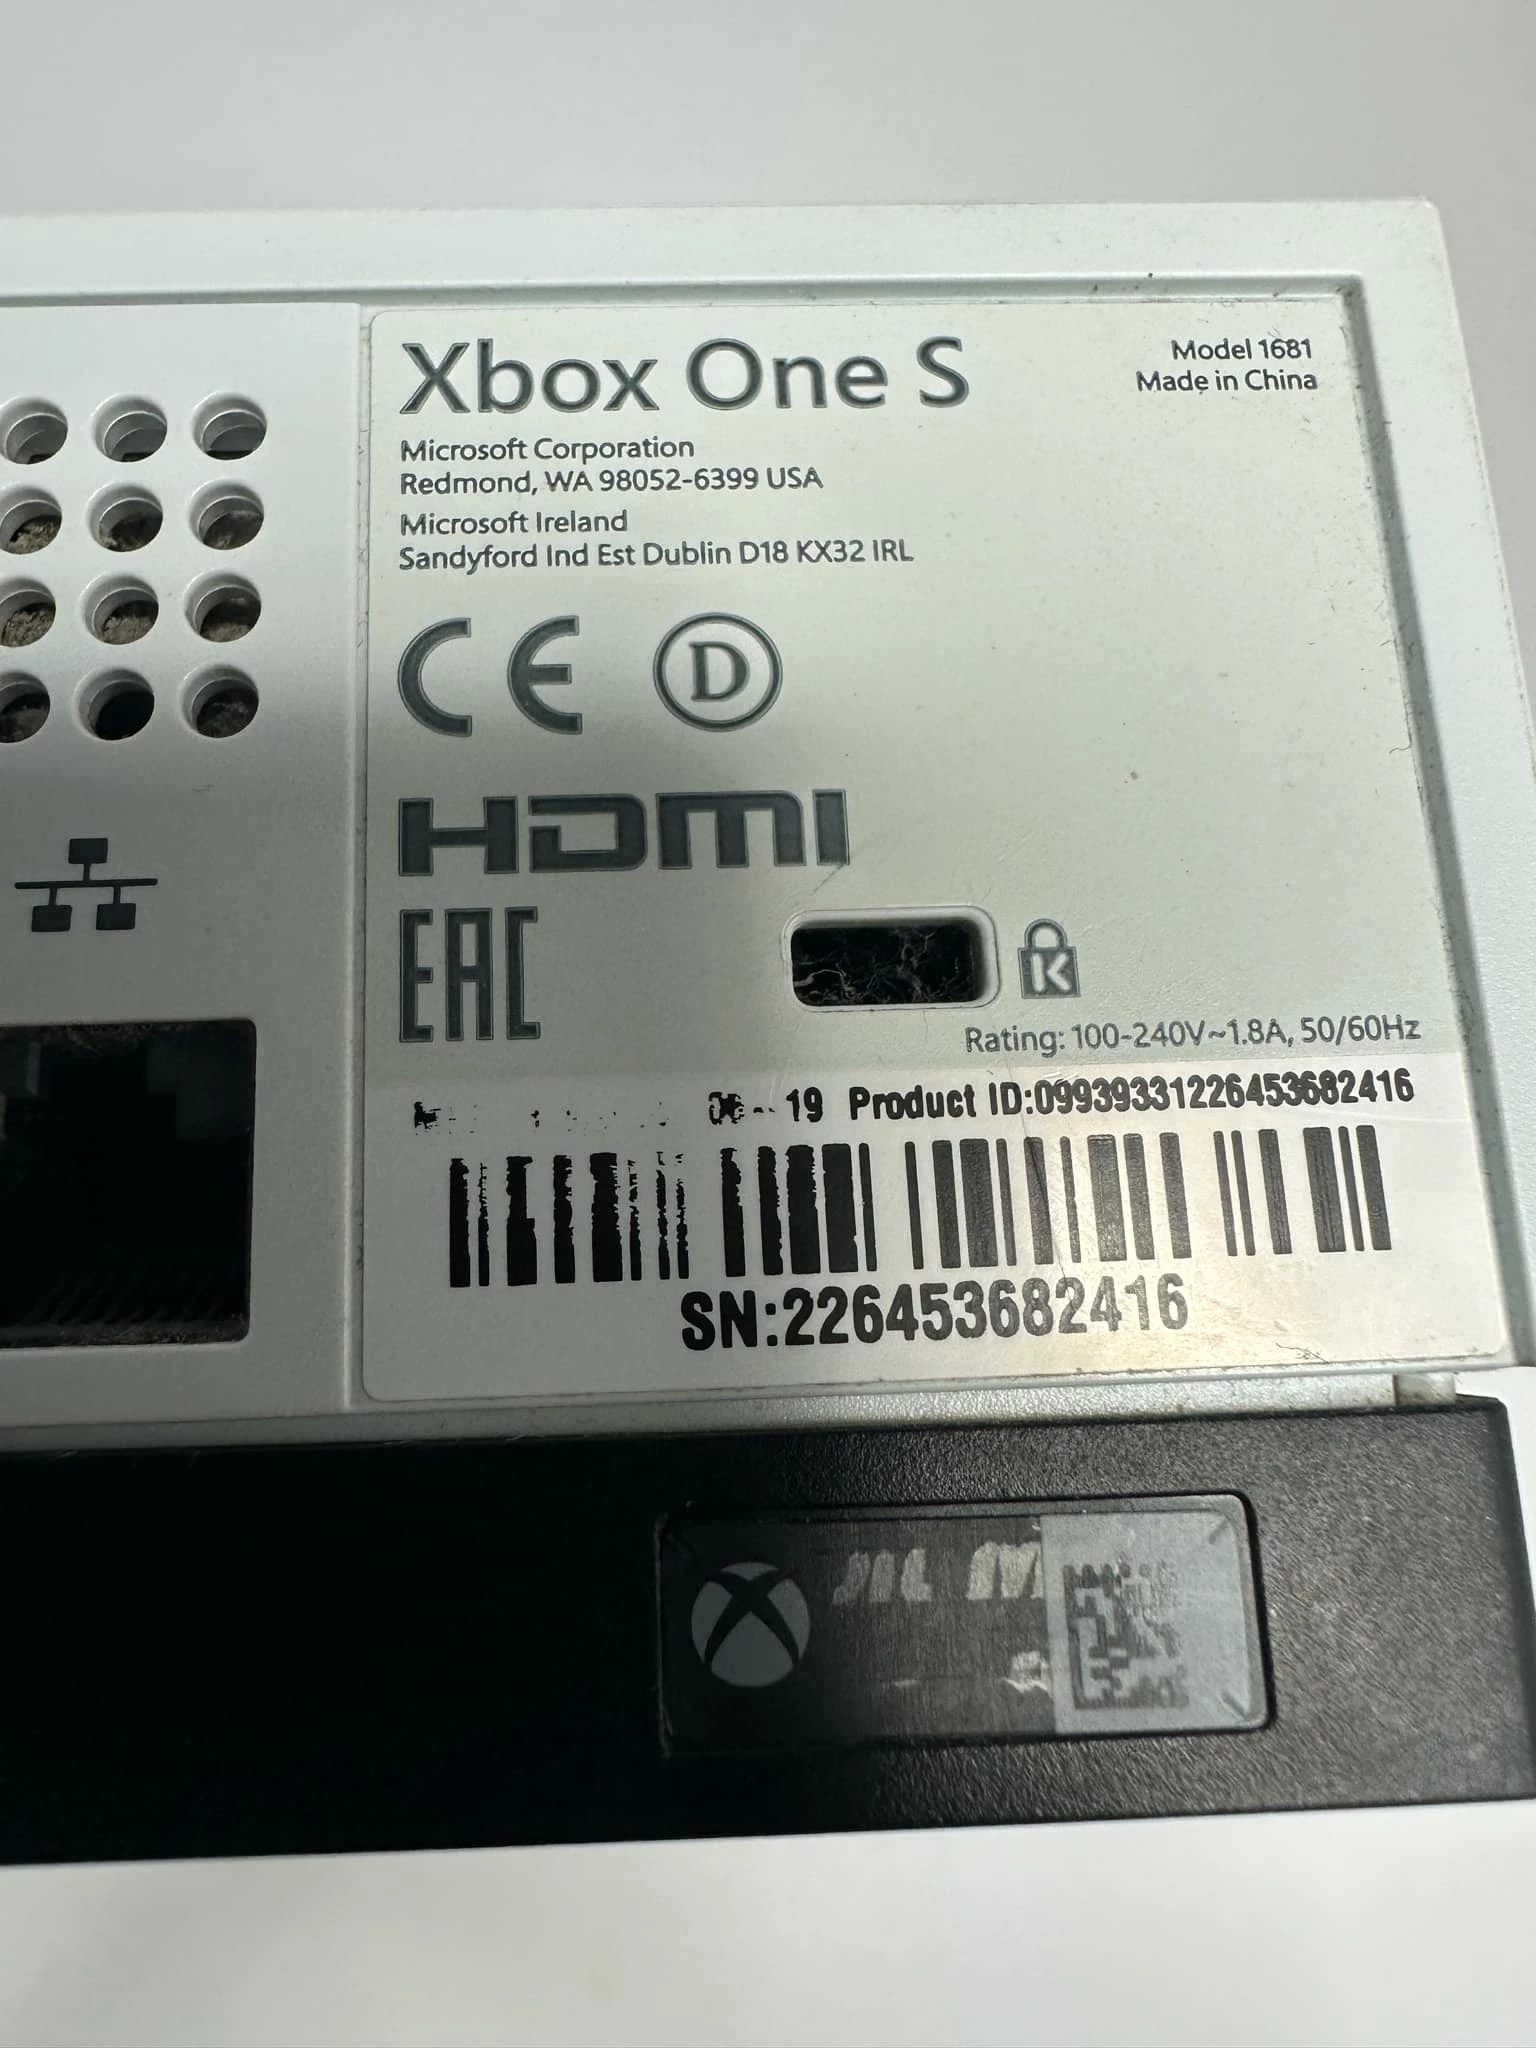 Xbox One S
Model 1681
Made in China
Microsoft Corporation
Redmond, WA 98052-6399 USA
Microsoft Ireland
Sandyford Ind Est Dublin D18 KX32 IRL
CE D
HDMI
EAC
K
Rating: 100-240V~1.8A, 50/60Hz
19 Product ID:0993933122645368​2416
SN:226453682416